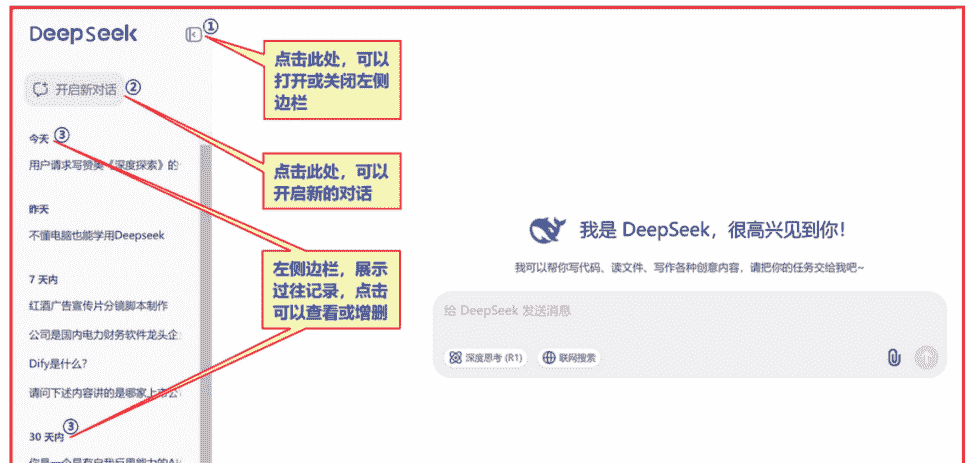 DeepSeek
①
点击此处，可以
打开或关闭左侧
边栏
开启新对话
②
点击此处，可以
开启新的对话
今天
③
用户请求写赞美《深度探索》的
昨天
不懂电脑也能学用Deepseek
左侧边栏，展示
过往记录，点击
可以查看或增删
7 天内
红酒广告宣传片分镜脚本制作
公司是国内电力财务软件龙头企
Dify是什么？
请问下述内容讲的是哪家上市公
30 天内
③
我是 DeepSeek，很高兴见到你！
我可以帮你写代码、读文件、写作各种创意内容，请把你的任务交给我吧~
给 DeepSeek 发送消息
深度思考 (R1)
联网搜索